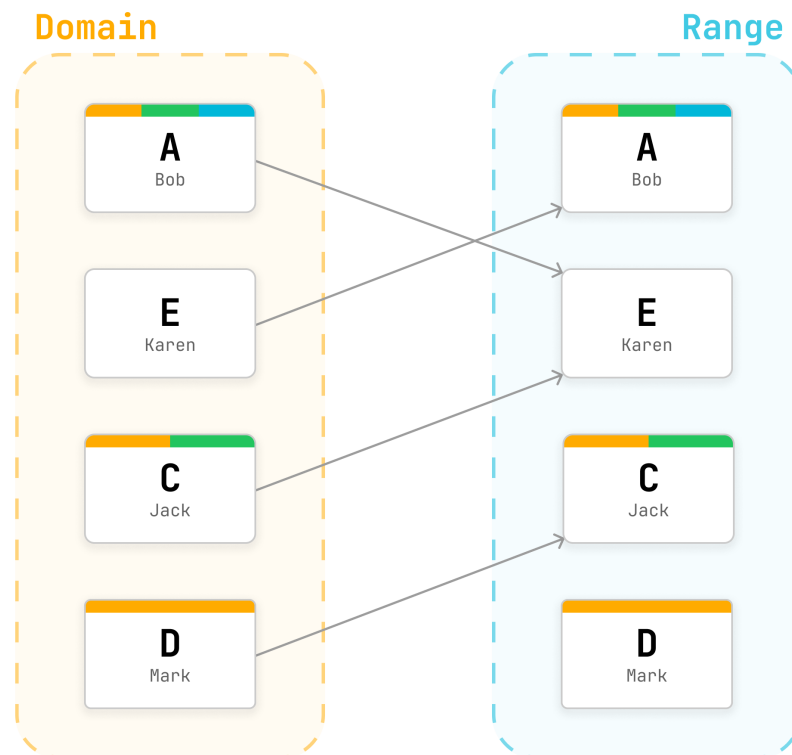 Domain
Range
A
Bob
A
Bob
E
Karen
E
Karen
C
Jack
C
Jack
D
Mark
D
Mark